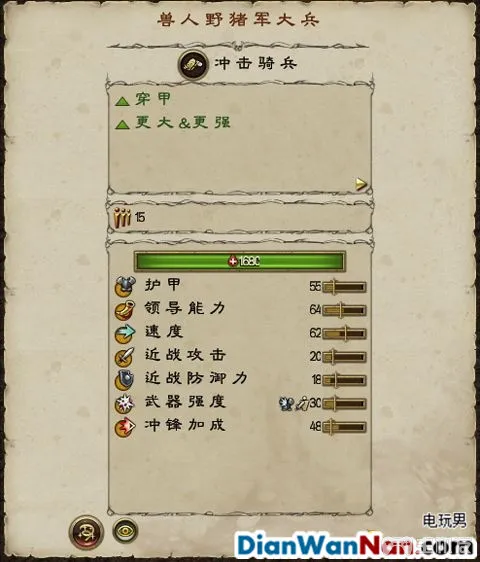 兽人野猪军大兵
冲击骑兵
穿甲
更大&更强
15
1680
护甲 55
领导能力 64
速度 62
近战攻击 20
近战防御力 18
武器强度 30
冲锋加成 48
电玩男
DianWanNan.com